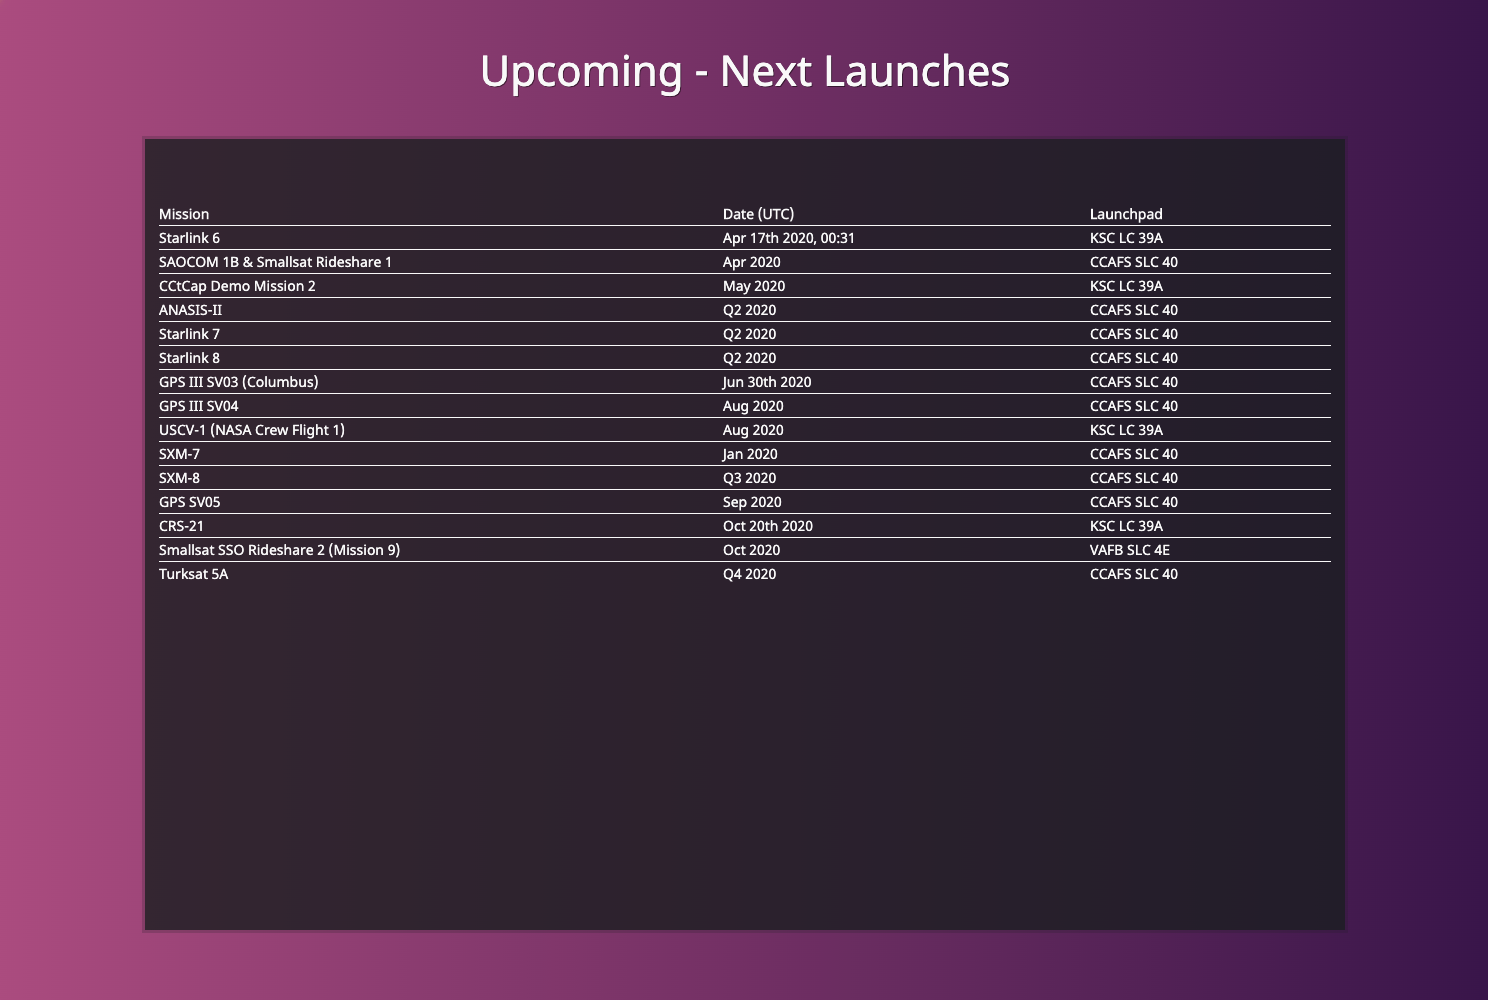 Upcoming - Next Launches
Mission Date (UTC) Launchpad
Starlink 6 Apr 17th 2020, 00:31 KSC LC 39A
SAOCOM 1B & Smallsat Rideshare 1 Apr 2020 CCAFS SLC 40
CCtCap Demo Mission 2 May 2020 KSC LC 39A
ANASIS-II Q2 2020 CCAFS SLC 40
Starlink 7 Q2 2020 CCAFS SLC 40
Starlink 8 Q2 2020 CCAFS SLC 40
GPS III SV03 (Columbus) Jun 30th 2020 CCAFS SLC 40
GPS III SV04 Aug 2020 CCAFS SLC 40
USCV-1 (NASA Crew Flight 1) Aug 2020 KSC LC 39A
SXM-7 Jan 2020 CCAFS SLC 40
SXM-8 Q3 2020 CCAFS SLC 40
GPS SV05 Sep 2020 CCAFS SLC 40
CRS-21 Oct 20th 2020 KSC LC 39A
Smallsat SSO Rideshare 2 (Mission 9) Oct 2020 VAFB SLC 4E
Turksat 5A Q4 2020 CCAFS SLC 40